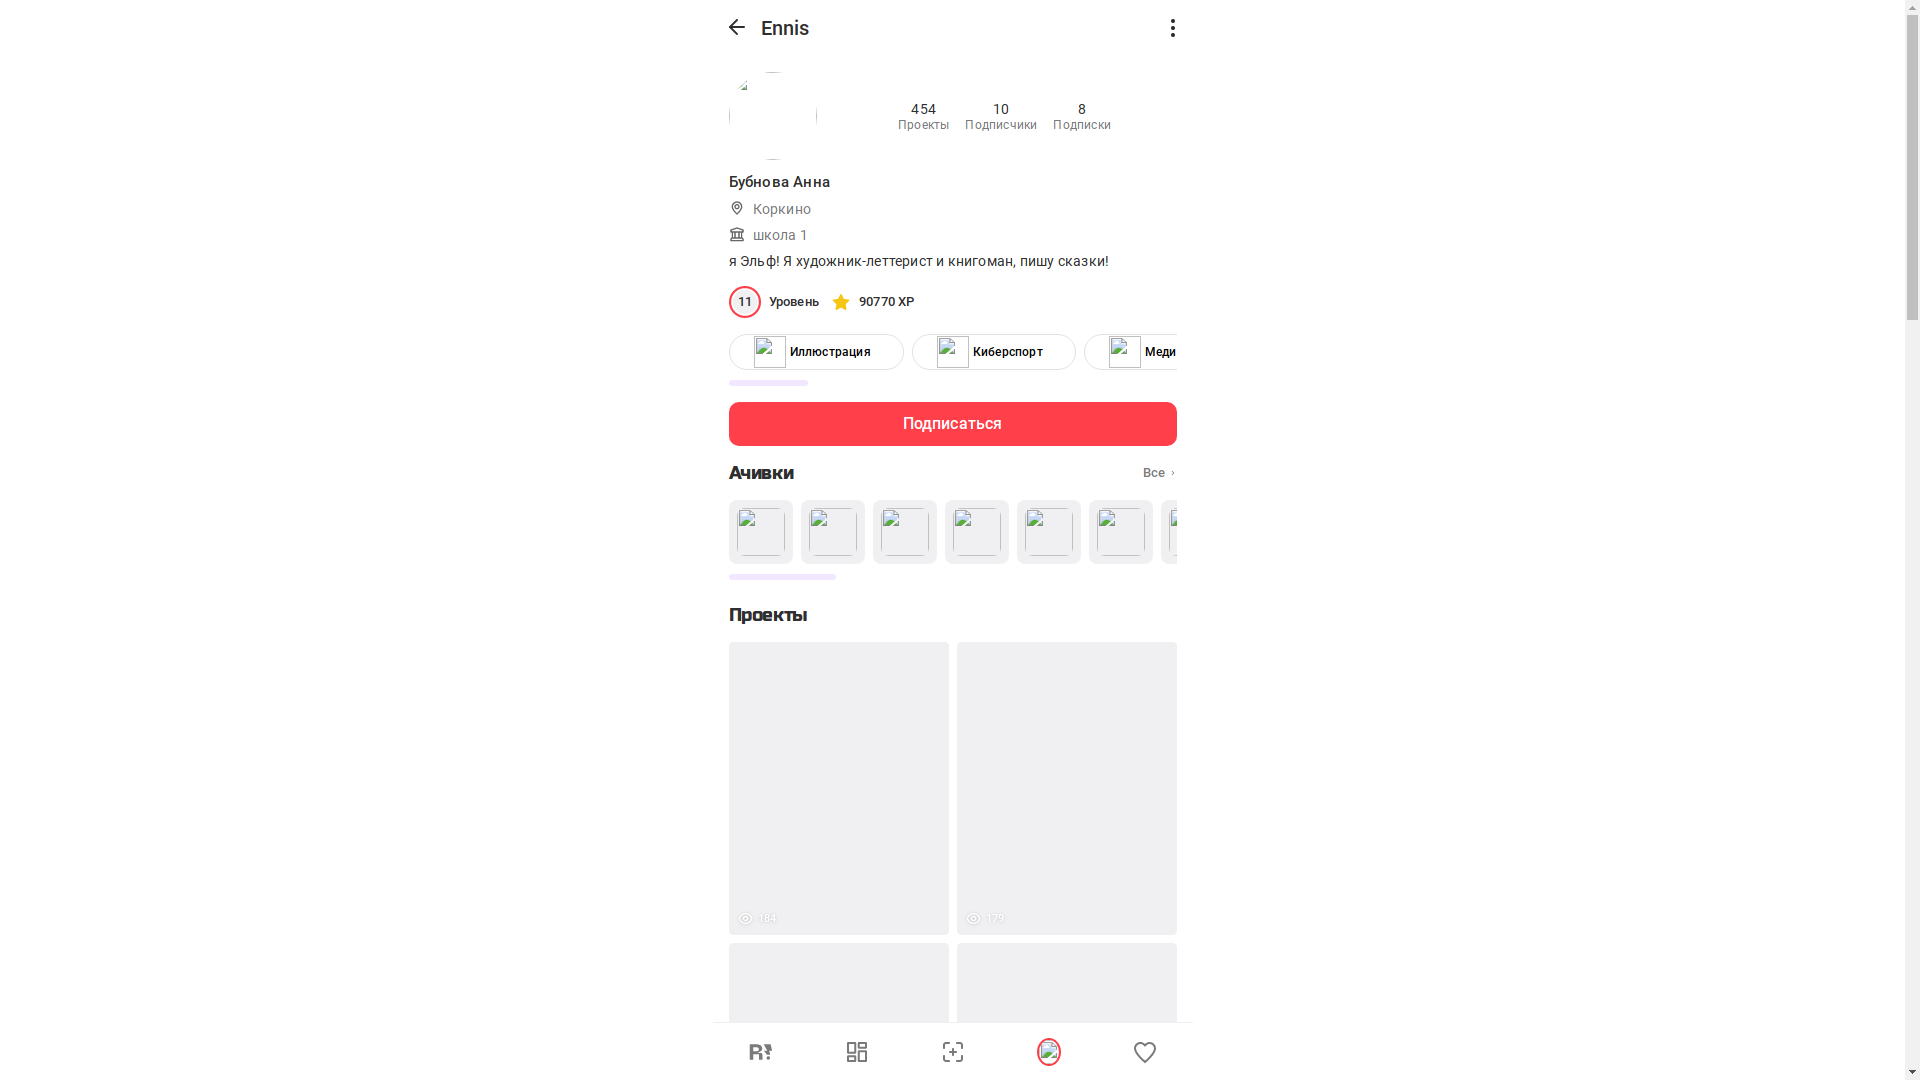 Ennis
454
Проекты
10
Подписчики
8
Подписки
Бубнова Анна
Коркино
школа 1
я Эльф! Я художник-леттерист и книгоман, пишу сказки!
11 Уровень 90770 XP
Иллюстрация
Киберспорт
Меди
Подписаться
Ачивки
Все
Проекты
184
179
R!